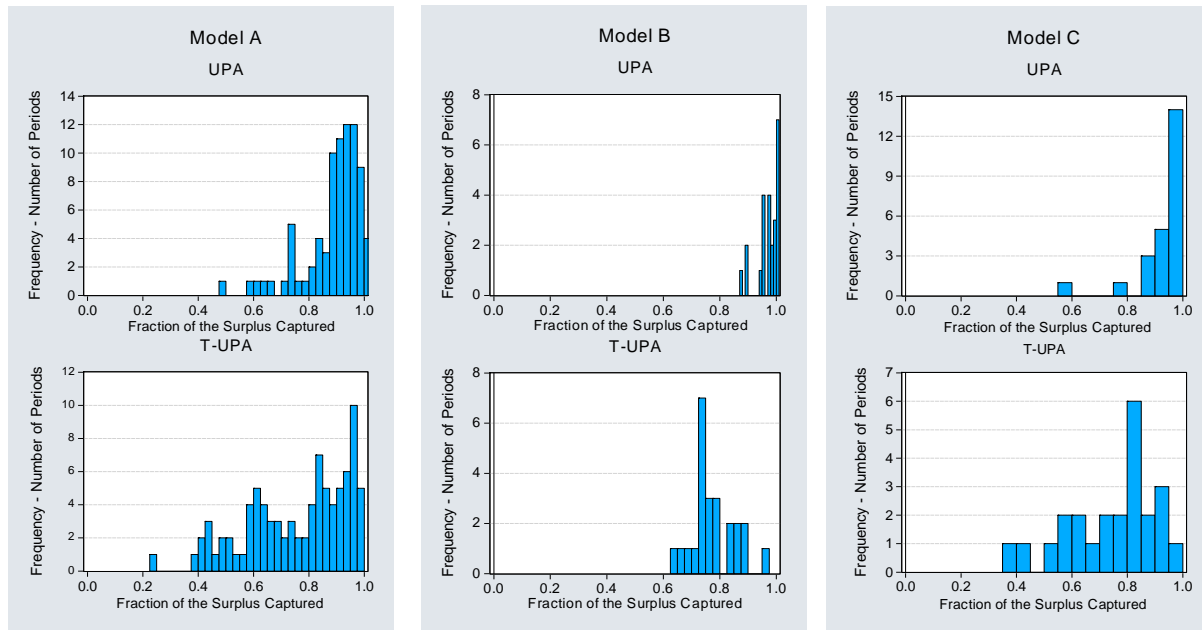 Model A
UPA
Frequency - Number of Periods
14
12
10
8
6
4
2
0
0.0 0.2 0.4 0.6 0.8 1.0
Fraction of the Surplus Captured
T-UPA
Frequency - Number of Periods
12
10
8
6
4
2
0
0.0 0.2 0.4 0.6 0.8 1.0
Fraction of the Surplus Captured
Model B
UPA
Frequency - Number of Periods
8
6
4
2
0
0.0 0.2 0.4 0.6 0.8 1.0
Fraction of the Surplus Captured
T-UPA
Frequency - Number of Periods
8
6
4
2
0
0.0 0.2 0.4 0.6 0.8 1.0
Fraction of the Surplus Captured
Model C
UPA
Frequency - Number of Periods
15
12
9
6
3
0
0.0 0.2 0.4 0.6 0.8 1.0
Fraction of the Surplus Captured
T-UPA
Frequency - Number of Periods
7
6
5
4
3
2
1
0
0.0 0.2 0.4 0.6 0.8 1.0
Fraction of the Surplus Captured